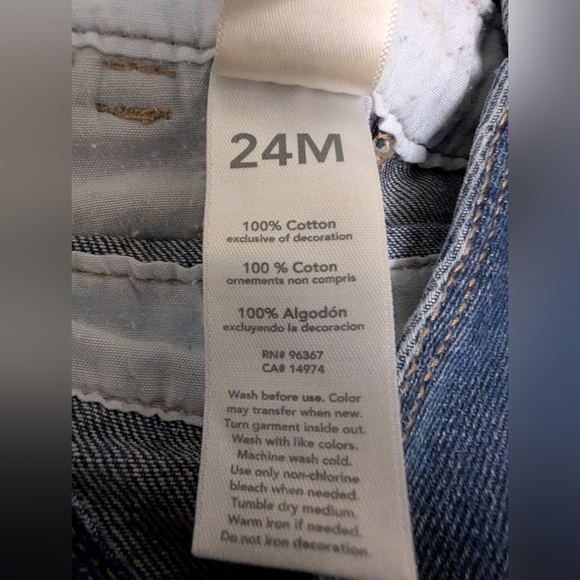 24M
100% Cotton
exclusive of decoration
100 % Coton
ornements non compris
100% Algodón
excluyendo la decoracion
RN# 96367
CA# 14974
Wash before use. Color
may transfer when new.
Turn garment inside out.
Wash with like colors.
Machine wash cold.
Use only non-chlorine
bleach when needed.
Tumble dry medium.
Warm iron if needed.
Do not iron decoration.